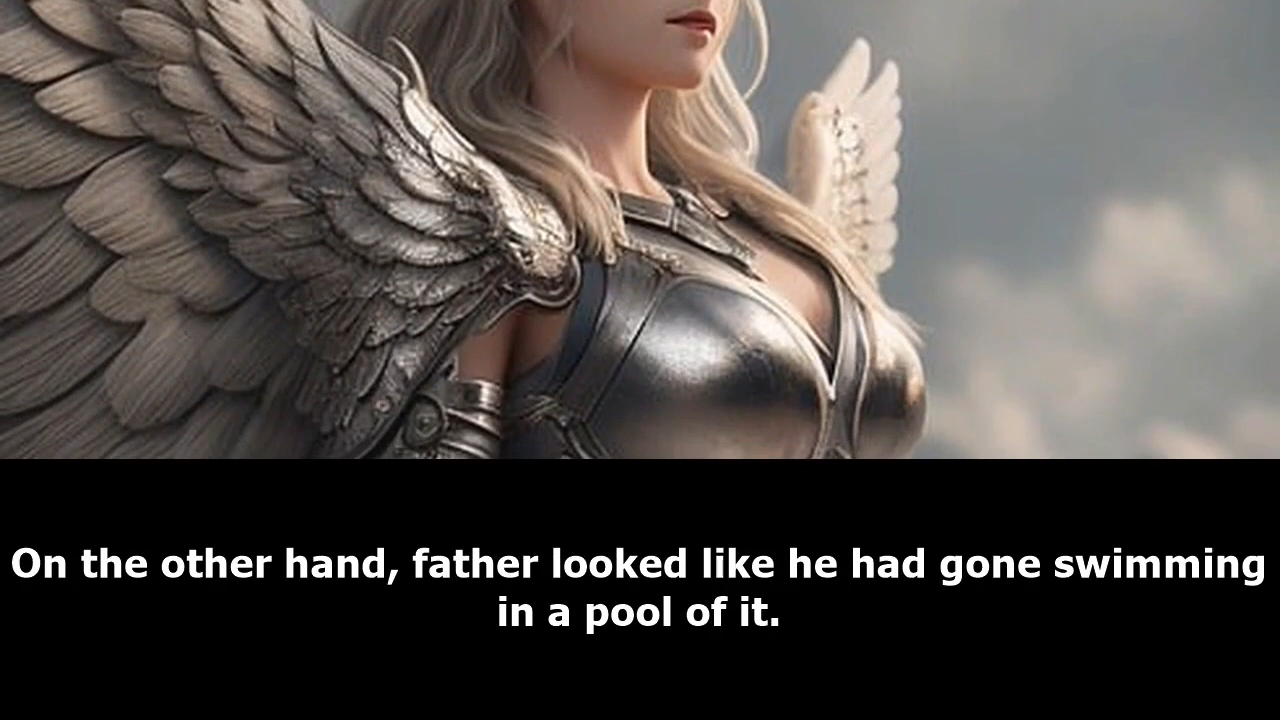 On the other hand, father looked like he had gone swimming
in a pool of it.